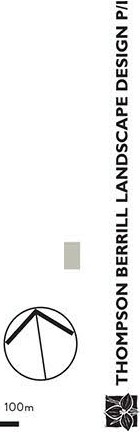 THOMPSON BERRILL LANDSCAPE DESIGN P/L
100m